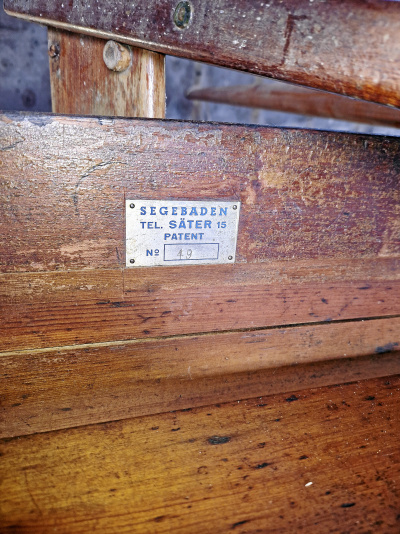 SEGEBADEN
TEL. SÄTER 15
PATENT
Nº 49